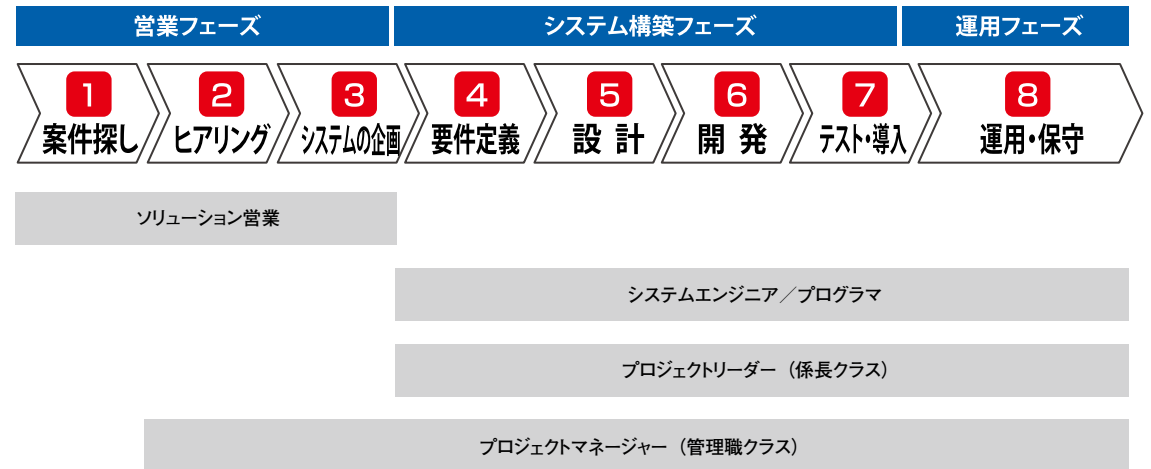 営業フェーズ
システム構築フェーズ
運用フェーズ
1
案件探し
2
ヒアリング
3
システムの企画
4
要件定義
5
設計
6
開発
7
テスト・導入
8
運用・保守
ソリューション営業
システムエンジニア／プログラマ
プロジェクトリーダー（係長クラス）
プロジェクトマネージャー（管理職クラス）